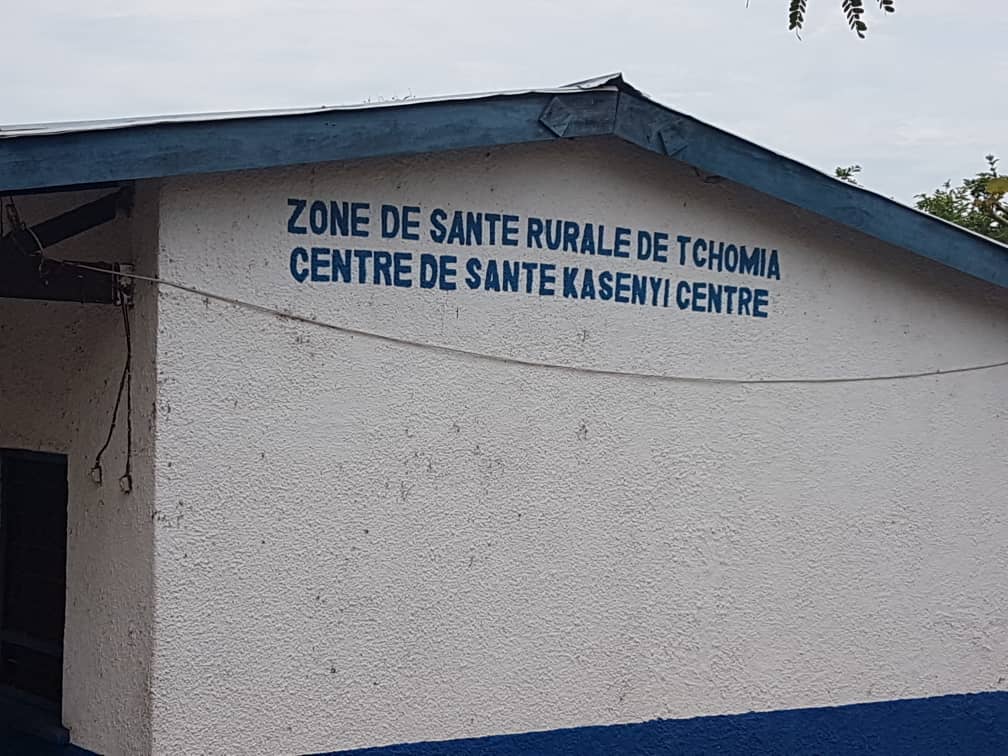 ZONE DE SANTE RURALE DE TCHOMIA
CENTRE DE SANTE KASENYI CENTRE